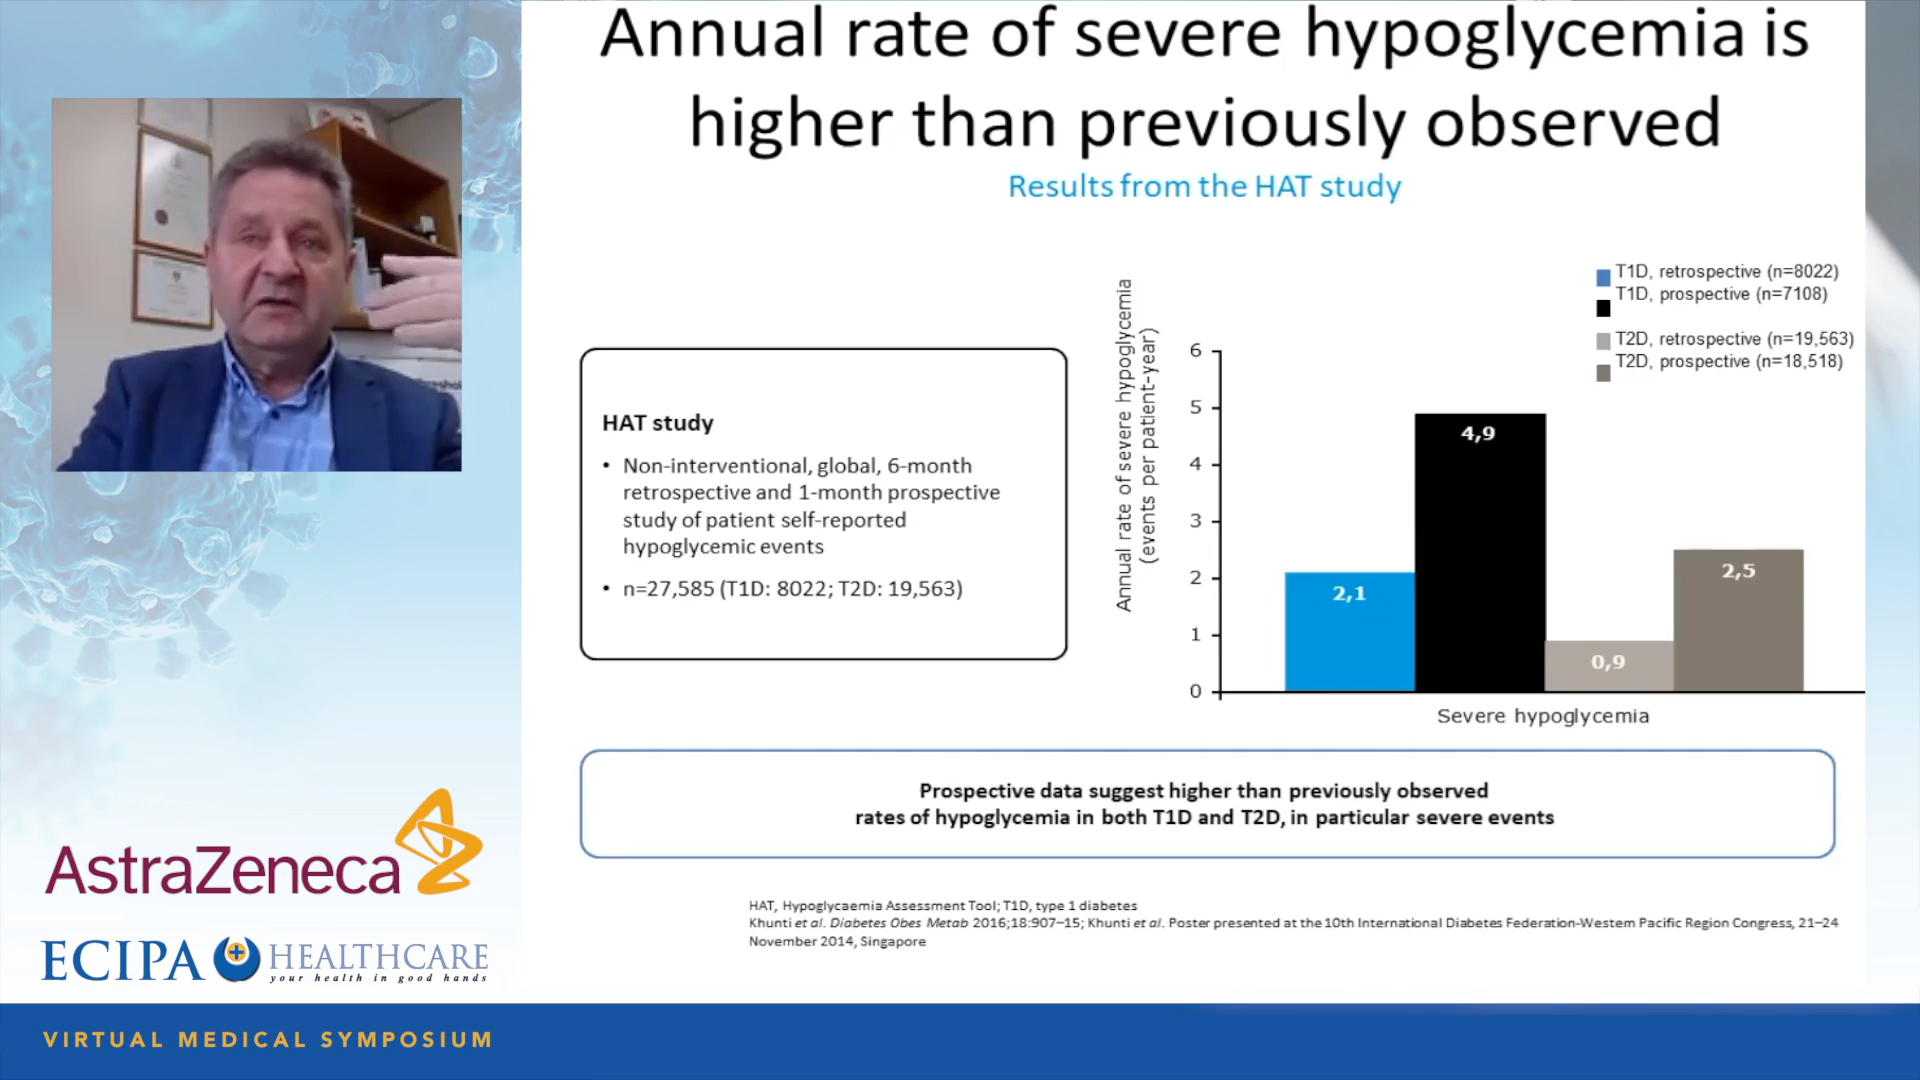 Annual rate of severe hypoglycemia is
higher than previously observed
Results from the HAT study
HAT study
• Non-interventional, global, 6-month
retrospective and 1-month prospective
study of patient self-reported
hypoglycemic events
• n=27,585 (T1D: 8022; T2D: 19,563)
Annual rate of severe hypoglycemia
(events per patient-year)
T1D, retrospective (n=8022)
T1D, prospective (n=7108)
T2D, retrospective (n=19,563)
T2D, prospective (n=18,518)
6
5
4
3
2
1
0
2,1
4,9
0,9
2,5
Severe hypoglycemia
Prospective data suggest higher than previously observed
rates of hypoglycemia in both T1D and T2D, in particular severe events
HAT, Hypoglycaemia Assessment Tool; T1D, type 1 diabetes
Khunti et al. Diabetes Obes Metab 2016;18:907–15; Khunti et al. Poster presented at the 10th International Diabetes Federation-Western Pacific Region Congress, 21–24
November 2014, Singapore
AstraZeneca
ECIPA HEALTHCARE
your health in good hands
VIRTUAL MEDICAL SYMPOSIUM